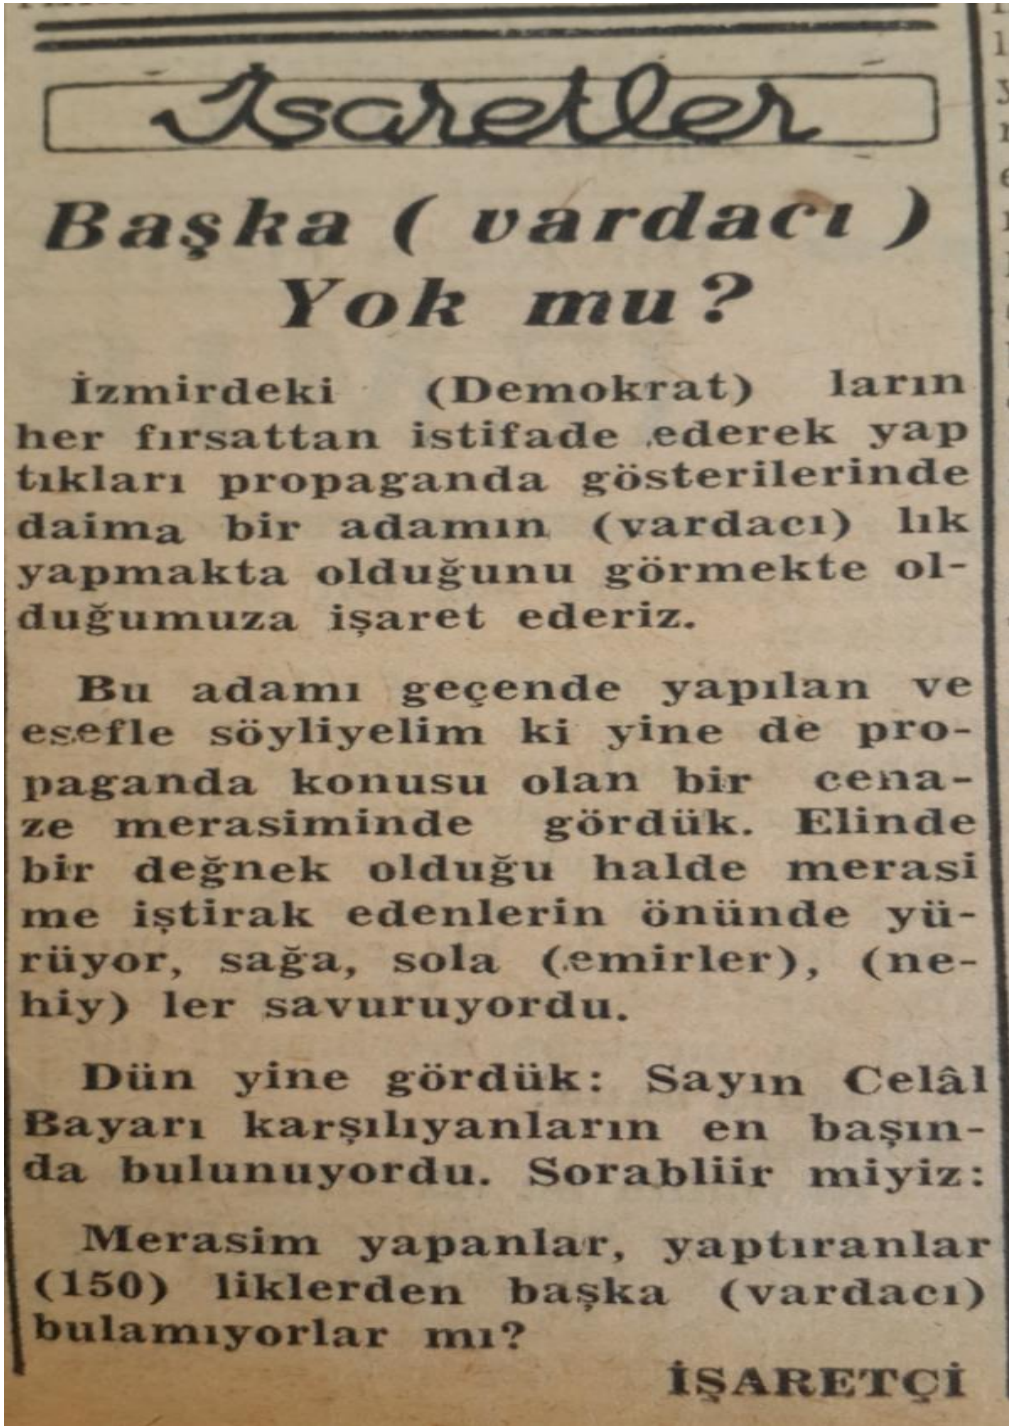 İşaretler
Başka ( vardacı )
Yok mu?
İzmirdeki (Demokrat) ların
her fırsattan istifade ederek yap
tıkları propaganda gösterilerinde
daima bir adamın (vardacı) lık
yapmakta olduğunu görmekte ol-
duğumuza işaret ederiz.
Bu adamı geçende yapılan ve
esefle söyliyelim ki yine de pro-
paganda konusu olan bir cena-
ze merasiminde gördük. Elinde
bir değnek olduğu halde merasi
me iştirak edenlerin önünde yü-
rüyor, sağa, sola (emirler), (ne-
hiy) ler savuruyordu.
Dün yine gördük: Sayın Celâl
Bayarı karşılıyanların en başın-
da bulunuyordu. Sorabliir miyiz:
Merasim yapanlar, yaptıranlar
(150) liklerden başka (vardacı)
bulamıyorlar mı?
İŞARETÇİ